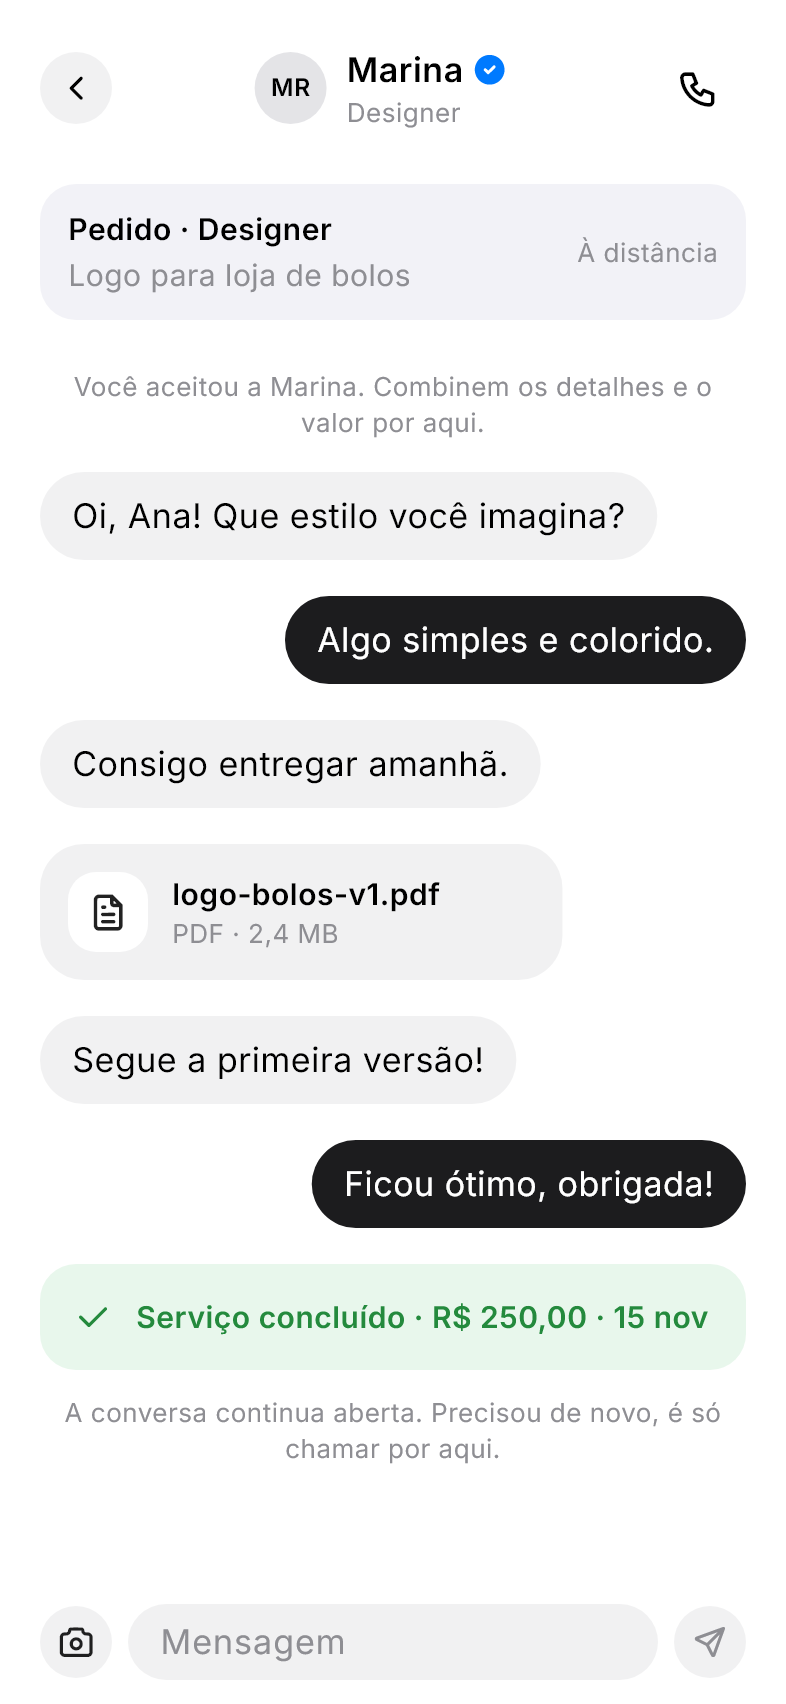 MR
Marina
Designer
Pedido · Designer
Logo para loja de bolos
À distância
Você aceitou a Marina. Combinem os detalhes e o
valor por aqui.
Oi, Ana! Que estilo você imagina?
Algo simples e colorido.
Consigo entregar amanhã.
logo-bolos-v1.pdf
PDF · 2,4 MB
Segue a primeira versão!
Ficou ótimo, obrigada!
Serviço concluído · R$ 250,00 · 15 nov
A conversa continua aberta. Precisou de novo, é só
chamar por aqui.
Mensagem